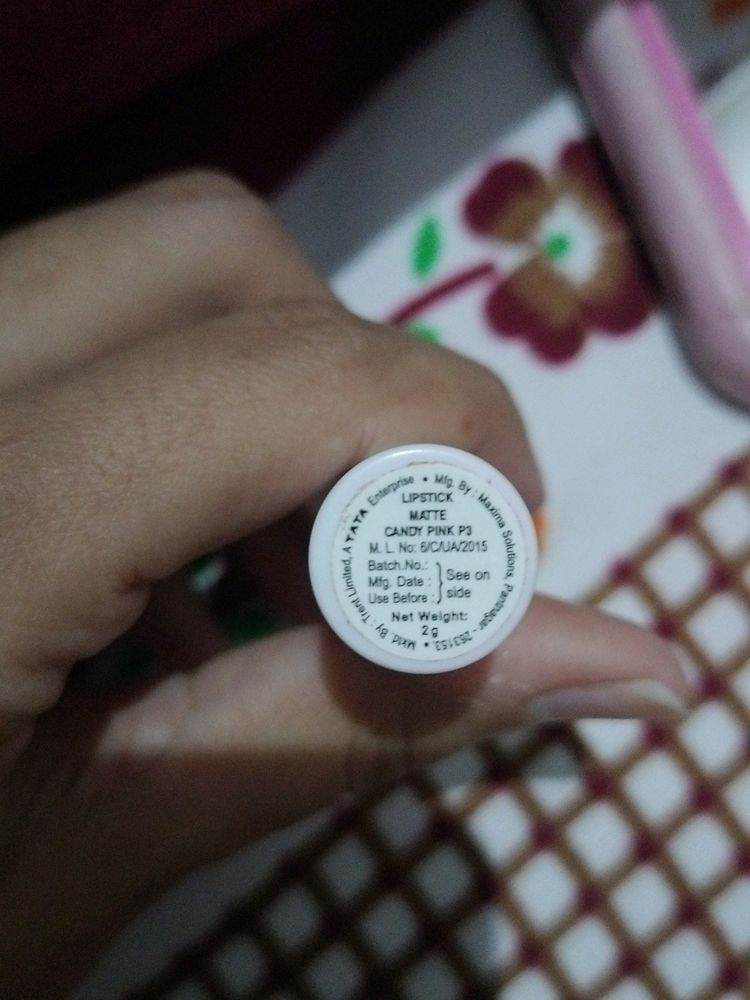 LIPSTICK
MATTE
CANDY PINK P3
M. L. No: 6/C/UA/2015
Batch.No.:
Mfg. Date :
Use Before :
See on
side
Net Weight:
2 g
Mfg. By : Maxima Solutions, Pantnagar - 263153.
Mktd. By : Trent Limited, A TATA Enterprise